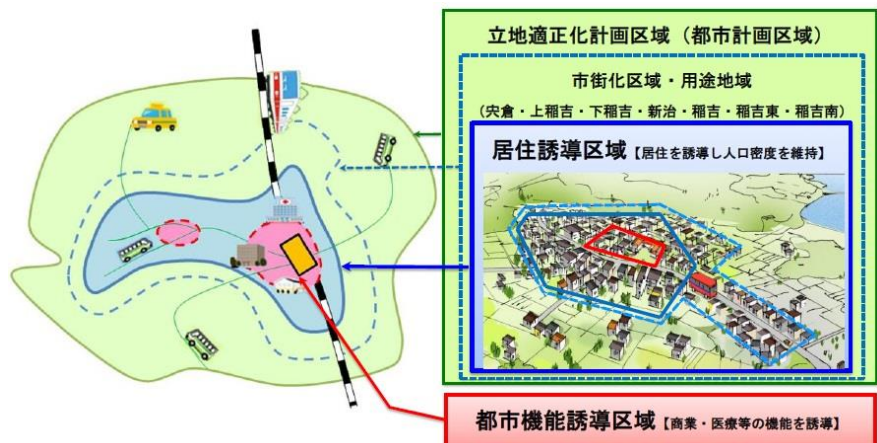 立地適正化計画区域（都市計画区域）
市街化区域・用途地域
（宍倉・上稲吉・下稲吉・新治・稲吉・稲吉東・稲吉南）
居住誘導区域【居住を誘導し人口密度を維持】
都市機能誘導区域【商業・医療等の機能を誘導】